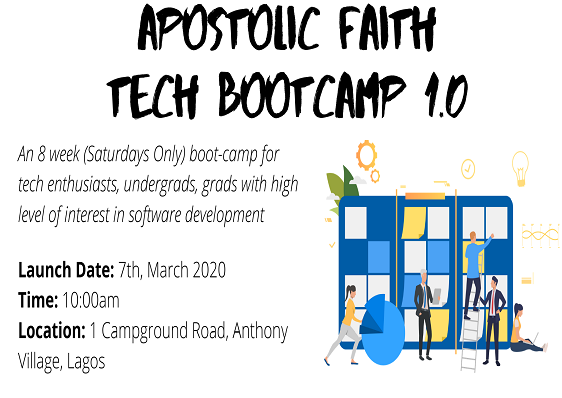 APOSTOLIC FAITH
TECH BOOTCAMP 1.0
An 8 week (Saturdays Only) boot-camp for
tech enthusiasts, undergrads, grads with high
level of interest in software development
Launch Date: 7th, March 2020
Time: 10:00am
Location: 1 Campground Road, Anthony
Village, Lagos